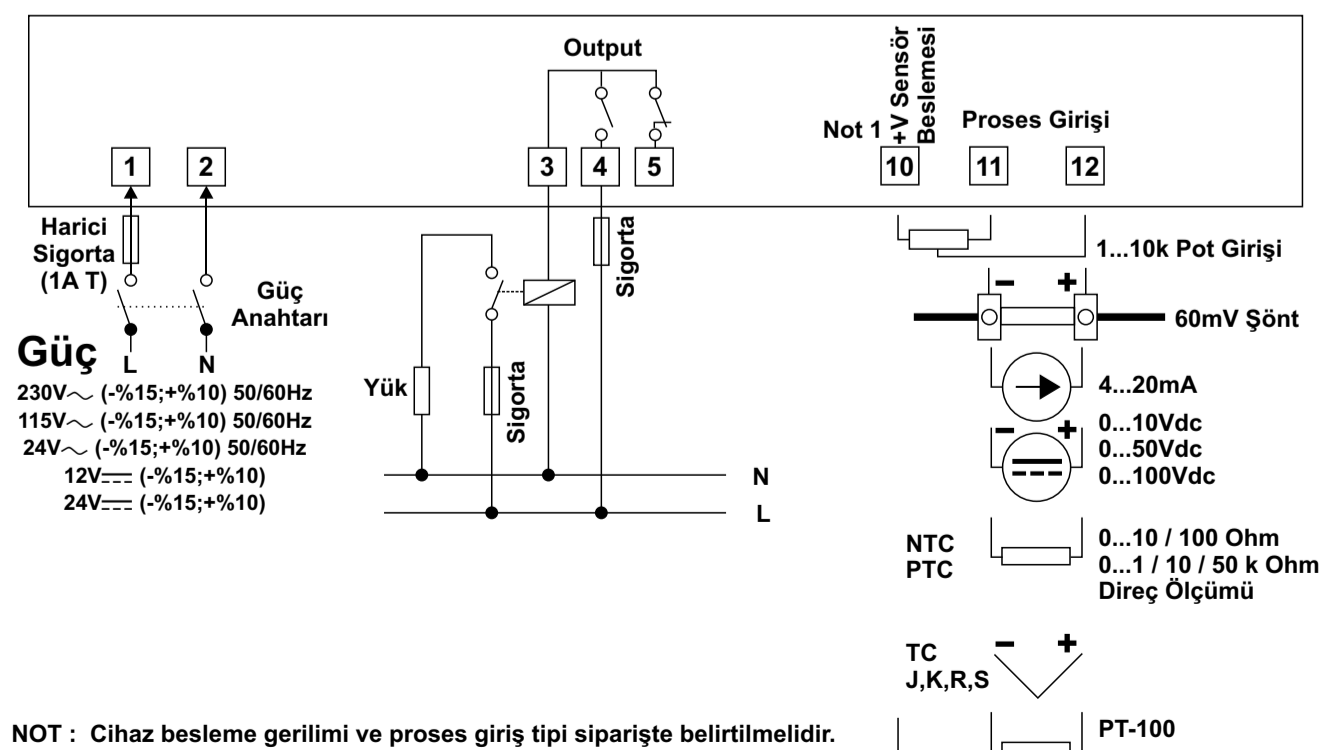 Output
+V Sensör
Beslemesi
Not 1
Proses Girişi
1
2
3
4
5
10
11
12
Harici
Sigorta
(1A T)
Güç
Anahtarı
Güç
L
N
230V (-%15;+%10) 50/60Hz
115V (-%15;+%10) 50/60Hz
24V (-%15;+%10) 50/60Hz
12V (-%15;+%10)
24V (-%15;+%10)
Yük
Sigorta
Sigorta
N
L
1...10k Pot Girişi
- +
60mV Şönt
4...20mA
- +
0...10Vdc
0...50Vdc
0...100Vdc
NTC
PTC
0...10 / 100 Ohm
0...1 / 10 / 50 k Ohm
Direç Ölçümü
- +
TC
J,K,R,S
PT-100
NOT : Cihaz besleme gerilimi ve proses giriş tipi siparişte belirtilmelidir.